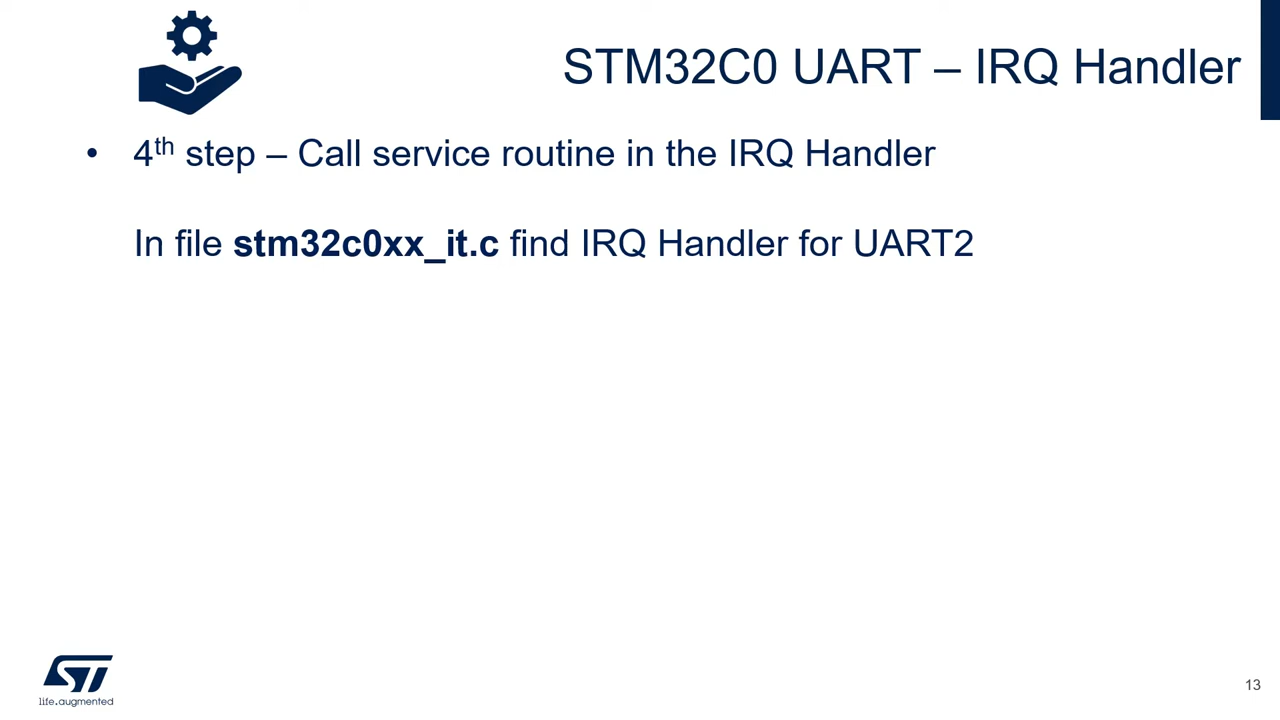 STM32C0 UART – IRQ Handler
• 4th step – Call service routine in the IRQ Handler
In file stm32c0xx_it.c find IRQ Handler for UART2
ST
life.augmented
13